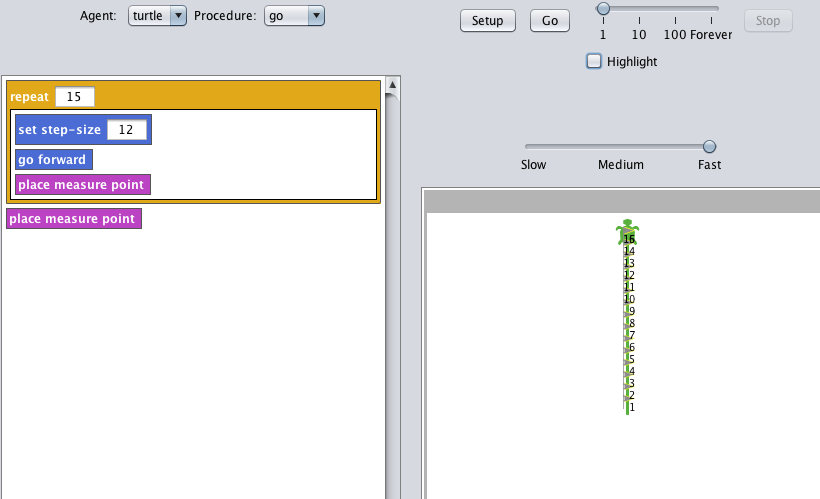 Agent: turtle Procedure: go
Setup Go Stop
1 10 100 Forever
Highlight
repeat 15
set step-size 12
go forward
place measure point
place measure point
Slow Medium Fast
14
13
12
11
10
9
8
7
6
5
4
3
2
1